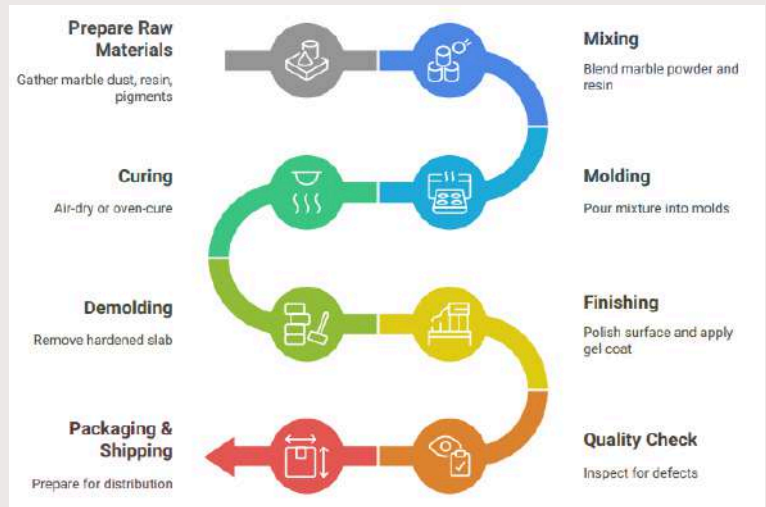 Prepare Raw
Materials
Gather marble dust, resin,
pigments
Mixing
Blend marble powder and
resin
Molding
Pour mixture into molds
Curing
Air-dry or oven-cure
Demolding
Remove hardened slab
Finishing
Polish surface and apply
gel coat
Quality Check
Inspect for defects
Packaging &
Shipping
Prepare for distribution